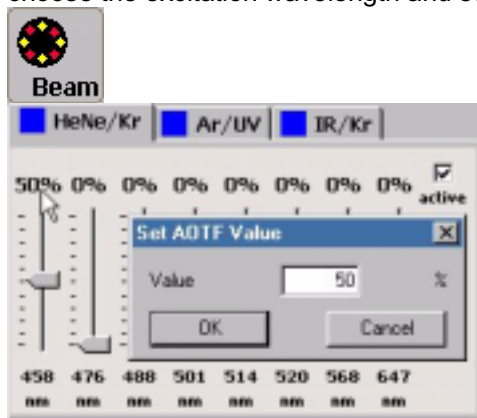 Beam
HeNe/Kr Ar/UV IR/Kr
50% 0% 0% 0% 0% 0% 0% 0% active
Set AOTF Value
Value 50 %
OK Cancel
458 476 488 501 514 520 568 647
nm nm nm nm nm nm nm nm